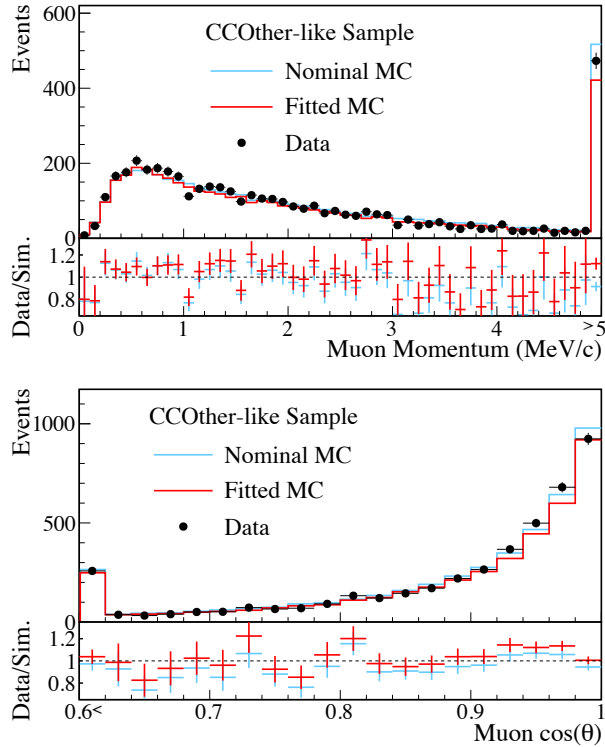 Events
600
400
200
0
CCOther-like Sample
Nominal MC
Fitted MC
Data
Data/Sim.
1.2
1
0.8
0 1 2 3 4 >5
Muon Momentum (MeV/c)
Events
1000
500
0
CCOther-like Sample
Nominal MC
Fitted MC
Data
Data/Sim.
1.2
1
0.8
0.6< 0.7 0.8 0.9 1
Muon cos(θ)